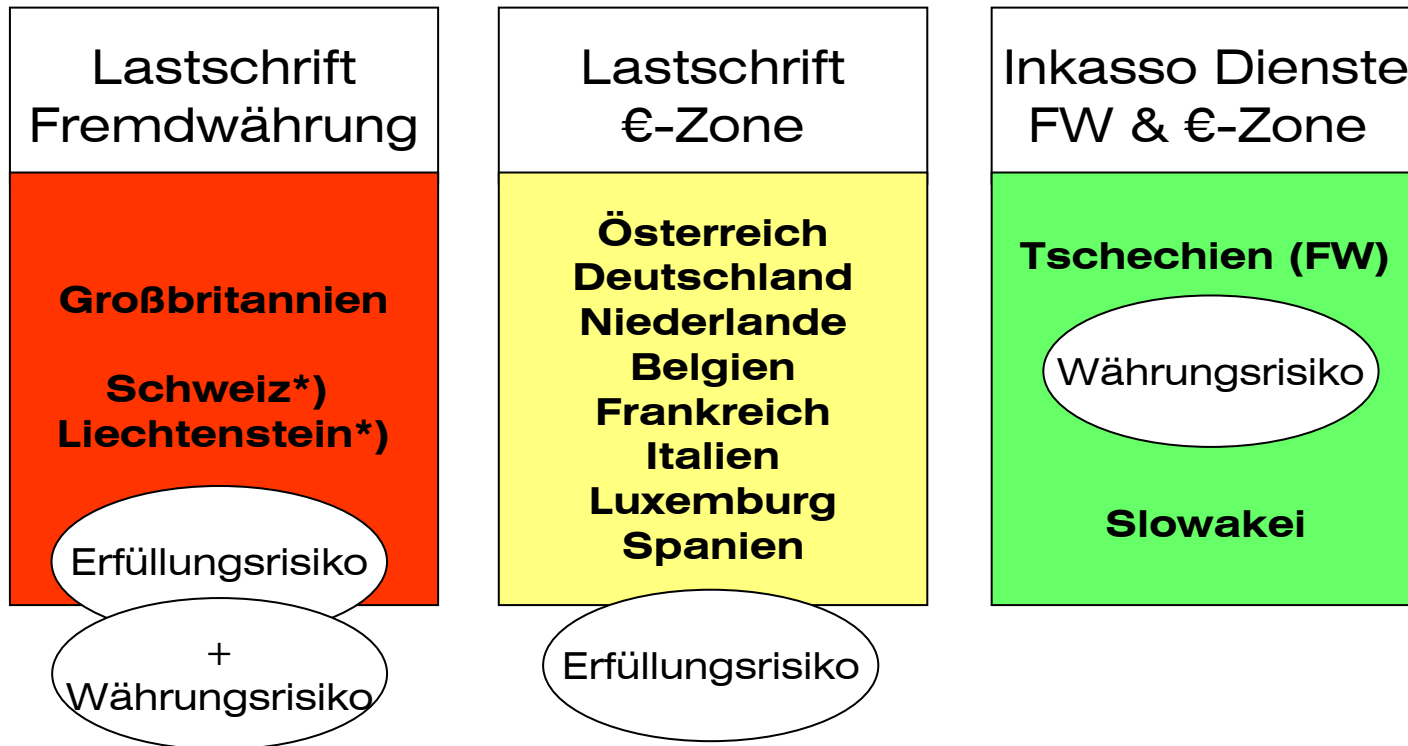 Lastschrift
Fremdwährung
Großbritannien
Schweiz*)
Liechtenstein*)
Erfüllungsrisiko
+
Währungsrisiko
Lastschrift
€-Zone
Österreich
Deutschland
Niederlande
Belgien
Frankreich
Italien
Luxemburg
Spanien
Erfüllungsrisiko
Inkasso Dienste
FW & €-Zone
Tschechien (FW)
Währungsrisiko
Slowakei